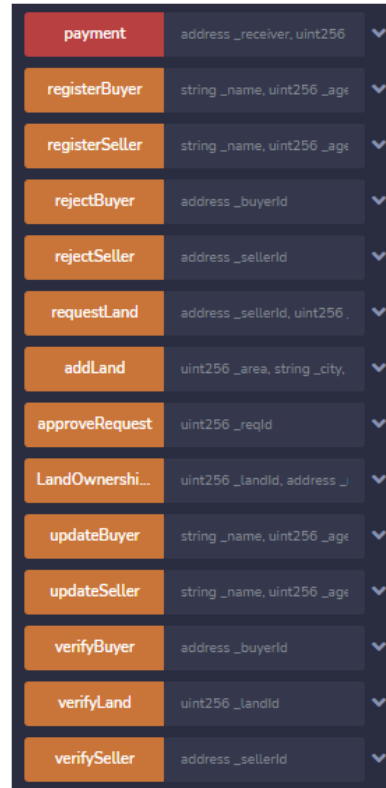 payment address _receiver, uint256
registerBuyer string _name, uint256 _age
registerSeller string _name, uint256 _age
rejectBuyer address _buyerId
rejectSeller address _sellerId
requestLand address _sellerId, uint256 _
addLand uint256 _area, string _city,
approveRequest uint256 _reqId
LandOwnershi... uint256 _landId, address _
updateBuyer string _name, uint256 _age
updateSeller string _name, uint256 _age
verifyBuyer address _buyerId
verifyLand uint256 _landId
verifySeller address _sellerId